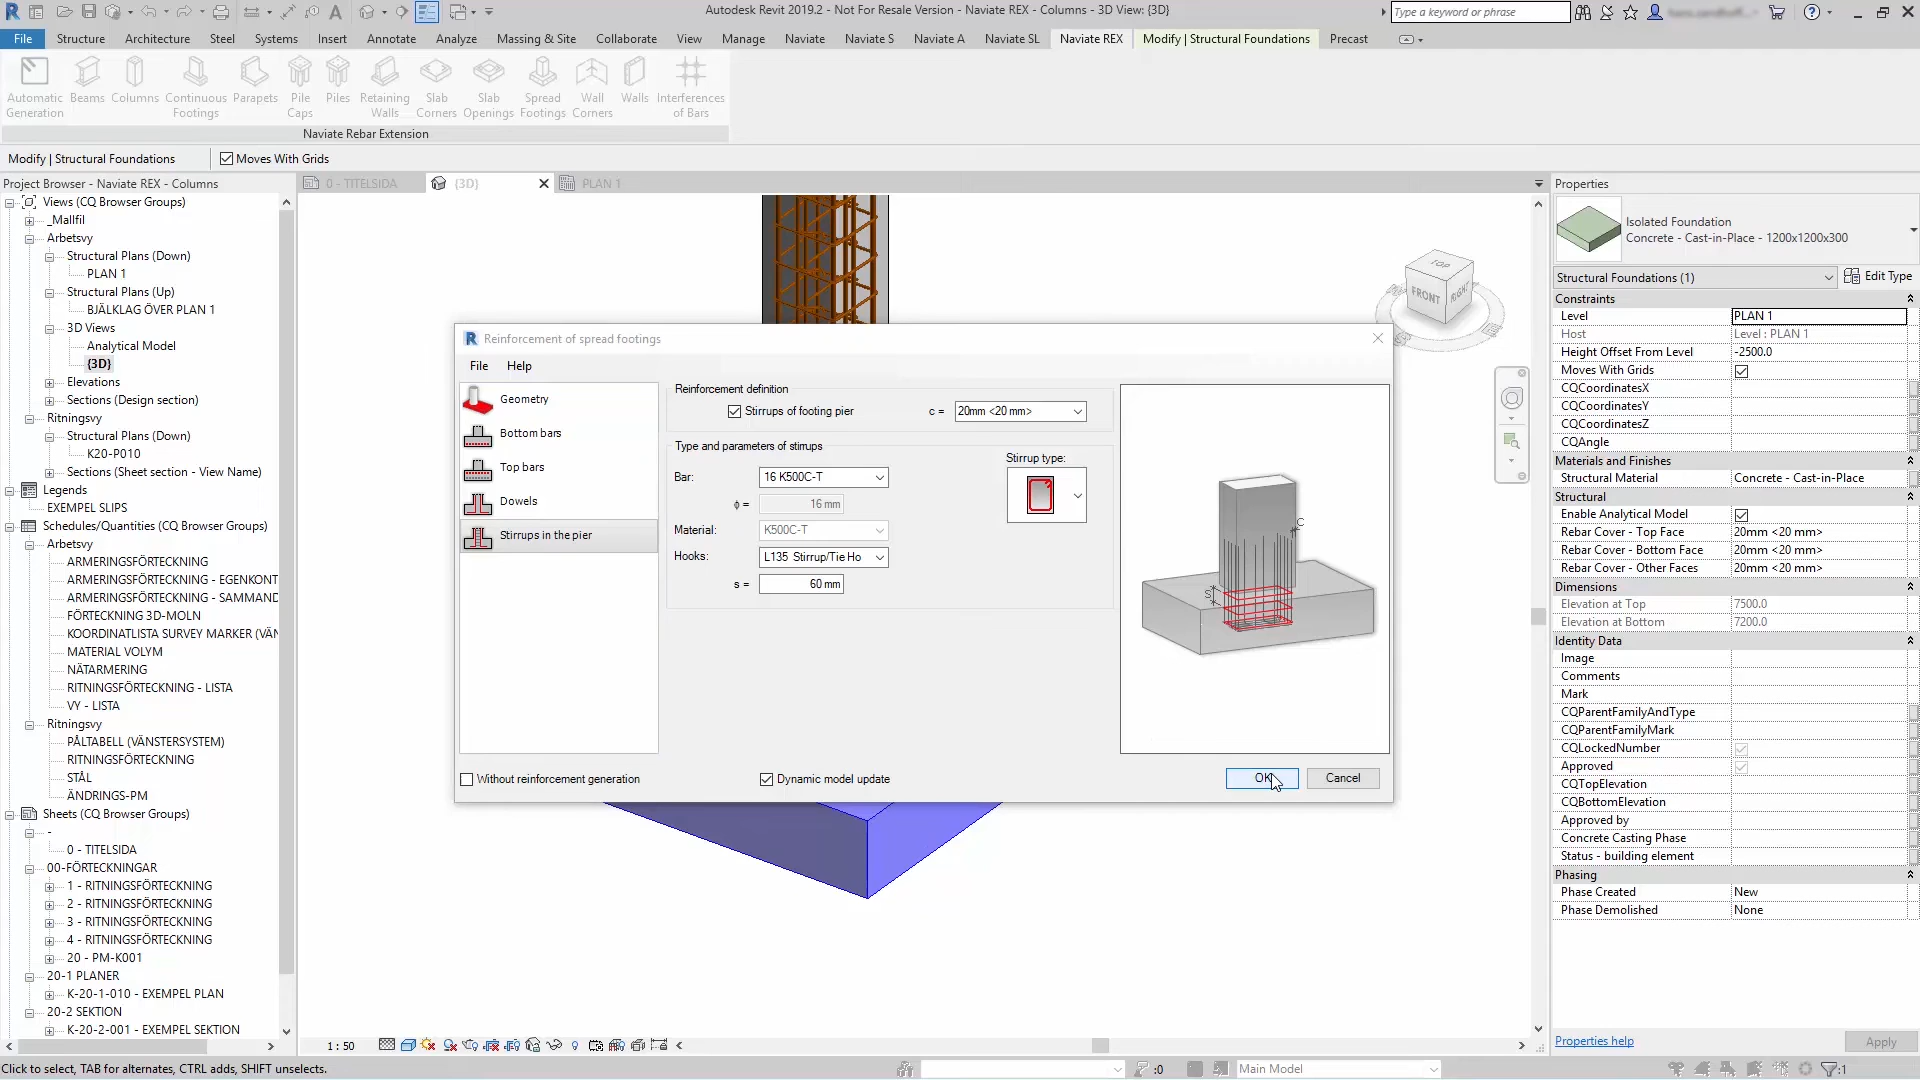 Autodesk Revit 2019.2 - Not For Resale Version - Naviate REX - Columns - 3D View: {3D}
Type a keyword or phrase
File Structure Architecture Steel Systems Insert Annotate Analyze Massing & Site Collaborate View Manage Naviate Naviate S Naviate A Naviate SL Naviate REX Modify | Structural Foundations Precast
Automatic Generation
Beams
Columns
Continuous Footings
Parapets
Pile Caps
Piles
Retaining Walls
Slab Corners
Slab Openings
Spread Footings
Wall Corners
Walls
Interferences of Bars
Naviate Rebar Extension
Modify | Structural Foundations
Moves With Grids
Project Browser - Naviate REX - Columns
Views (CQ Browser Groups)
_Mallfil
Arbetsvy
Structural Plans (Down)
PLAN 1
Structural Plans (Up)
BJÄLKLAG ÖVER PLAN 1
3D Views
Analytical Model
{3D}
Elevations
Sections (Design section)
Ritningsvy
Structural Plans (Down)
K20-P010
Sections (Sheet section - View Name)
Legends
EXEMPEL SLIPS
Schedules/Quantities (CQ Browser Groups)
Arbetsvy
ARMERINGSFÖRTECKNING
ARMERINGSFÖRTECKNING - EGENKONT
ARMERINGSFÖRTECKNING - SAMMAND
FÖRTECKNING 3D-MOLN
KOORDINATLISTA SURVEY MARKER (VÄN
MATERIAL VOLYM
NÄTARMERING
RITNINGSFÖRTECKNING - LISTA
VY - LISTA
Ritningsvy
PÅLTABELL (VÄNSTERSYSTEM)
RITNINGSFÖRTECKNING
STÅL
ÄNDRINGS-PM
Sheets (CQ Browser Groups)
-
0 - TITELSIDA
00-FÖRTECKNINGAR
1 - RITNINGSFÖRTECKNING
2 - RITNINGSFÖRTECKNING
3 - RITNINGSFÖRTECKNING
4 - RITNINGSFÖRTECKNING
20 - PM-K001
20-1 PLANER
K-20-1-010 - EXEMPEL PLAN
20-2 SEKTION
K-20-2-001 - EXEMPEL SEKTION
0 - TITELSIDA
{3D}
PLAN 1
TOP
FRONT
RIGHT
Reinforcement of spread footings
File Help
Geometry
Bottom bars
Top bars
Dowels
Stirrups in the pier
Reinforcement definition
Stirrups of footing pier
c = 20mm <20 mm>
Type and parameters of stirrups
Bar: 16 K500C-T
ϕ = 16 mm
Material: K500C-T
Hooks: L135 Stirrup/Tie Ho
s = 60 mm
Stirrup type:
C
S
Without reinforcement generation
Dynamic model update
OK
Cancel
Properties
Isolated Foundation
Concrete - Cast-in-Place - 1200x1200x300
Structural Foundations (1)
Edit Type
Constraints
Level PLAN 1
Host Level : PLAN 1
Height Offset From Level -2500.0
Moves With Grids
CQCoordinatesX
CQCoordinatesY
CQCoordinatesZ
CQAngle
Materials and Finishes
Structural Material Concrete - Cast-in-Place
Structural
Enable Analytical Model
Rebar Cover - Top Face 20mm <20 mm>
Rebar Cover - Bottom Face 20mm <20 mm>
Rebar Cover - Other Faces 20mm <20 mm>
Dimensions
Elevation at Top 7500.0
Elevation at Bottom 7200.0
Identity Data
Image
Comments
Mark
CQParentFamilyAndType
CQParentFamilyMark
CQLockedNumber
Approved
CQTopElevation
CQBottomElevation
Approved by
Concrete Casting Phase
Status - building element
Phasing
Phase Created New
Phase Demolished None
Properties help
Apply
1 : 50
Click to select, TAB for alternates, CTRL adds, SHIFT unselects.
:0
Main Model
:1